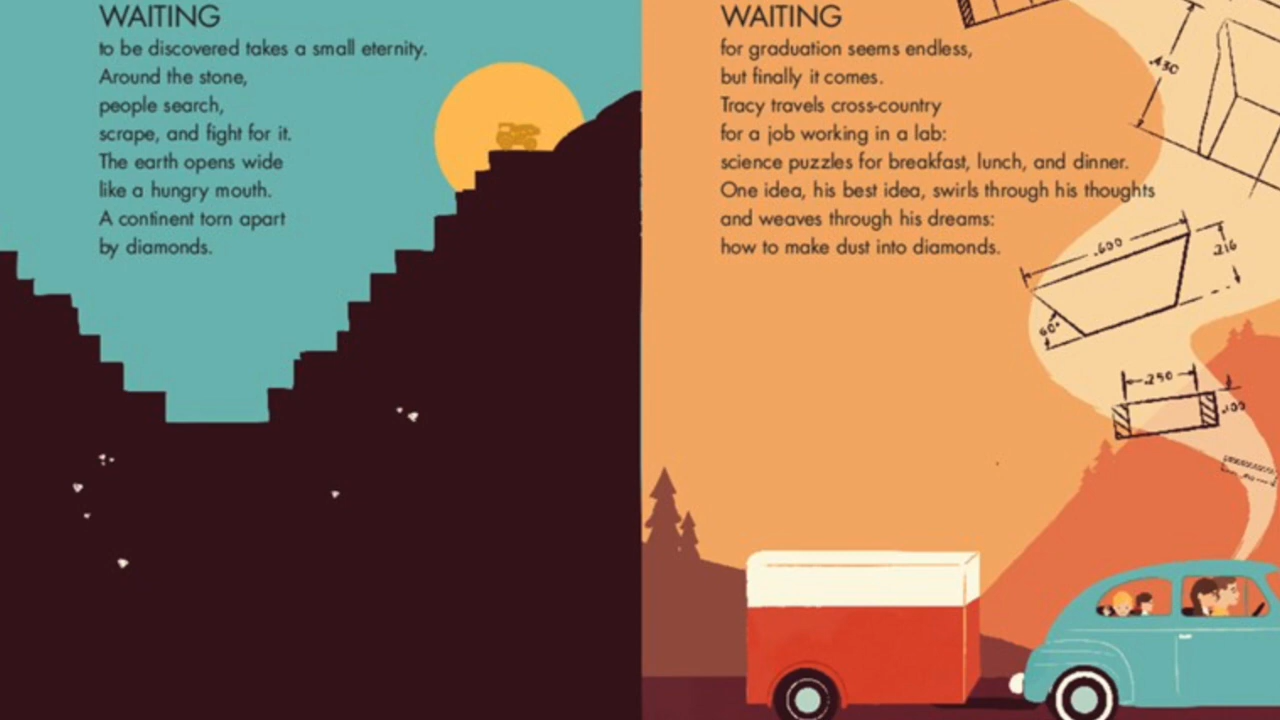 WAITING
to be discovered takes a small eternity.
Around the stone,
people search,
scrape, and fight for it.
The earth opens wide
like a hungry mouth.
A continent torn apart
by diamonds.
WAITING
for graduation seems endless,
but finally it comes.
Tracy travels cross-country
for a job working in a lab:
science puzzles for breakfast, lunch, and dinner.
One idea, his best idea, swirls through his thoughts
and weaves through his dreams:
how to make dust into diamonds.
.430
.600
.216
60°
.250
.100